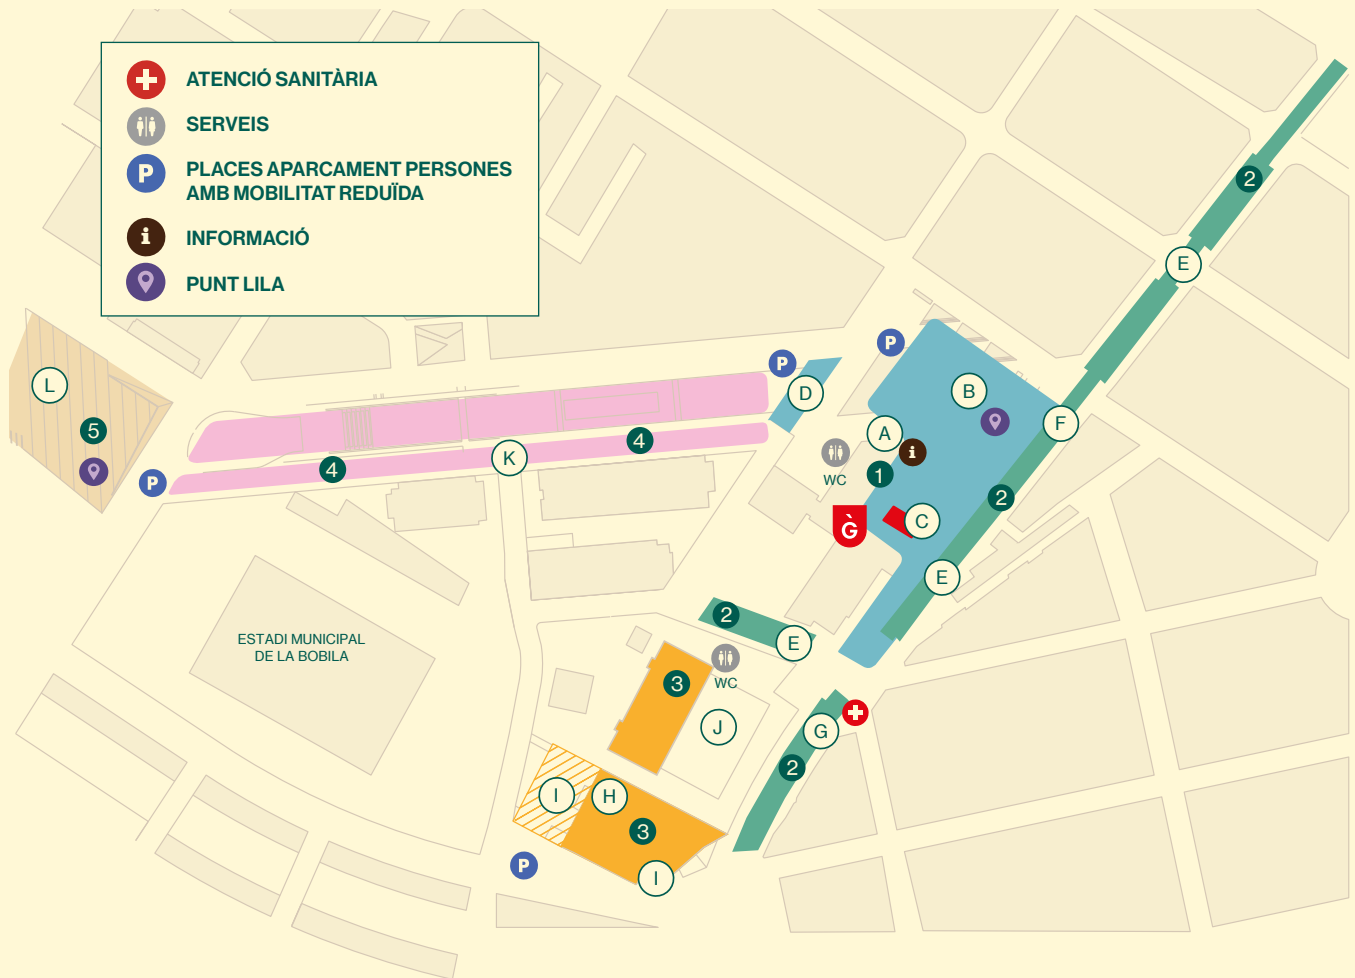 ATENCIÓ SANITÀRIA
SERVEIS
P
PLACES APARCAMENT PERSONES
AMB MOBILITAT REDUÏDA
i
INFORMACIÓ
PUNT LILA
2
E
P
P
L
D
B
A
F
5
4
K
4
i
WC
1
P
2
G̀
C
E
2
E
ESTADI MUNICIPAL
DE LA BOBILA
WC
3
J
G
2
I
H
3
P
I